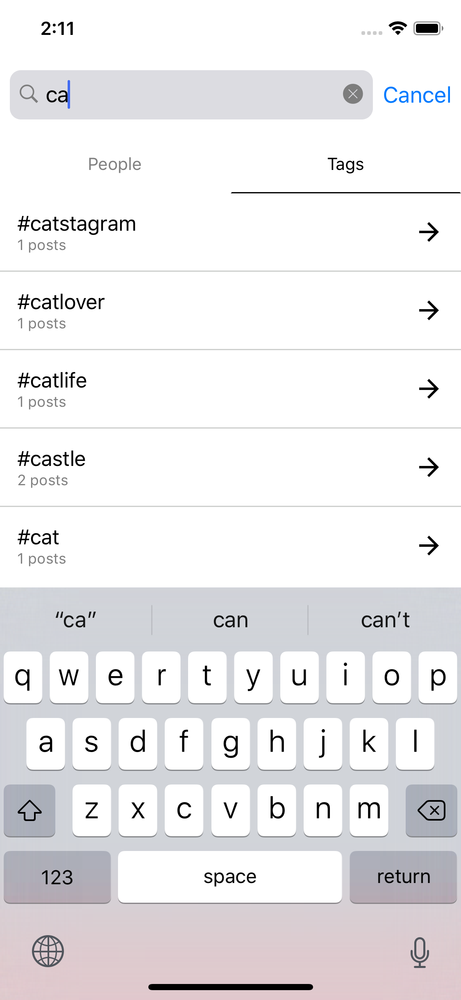 2:11
ca
Cancel
People
Tags
#catstagram
1 posts
#catlover
1 posts
#catlife
1 posts
#castle
2 posts
#cat
1 posts
“ca” can can’t
q w e r t y u i o p
a s d f g h j k l
z x c v b n m
123 space return